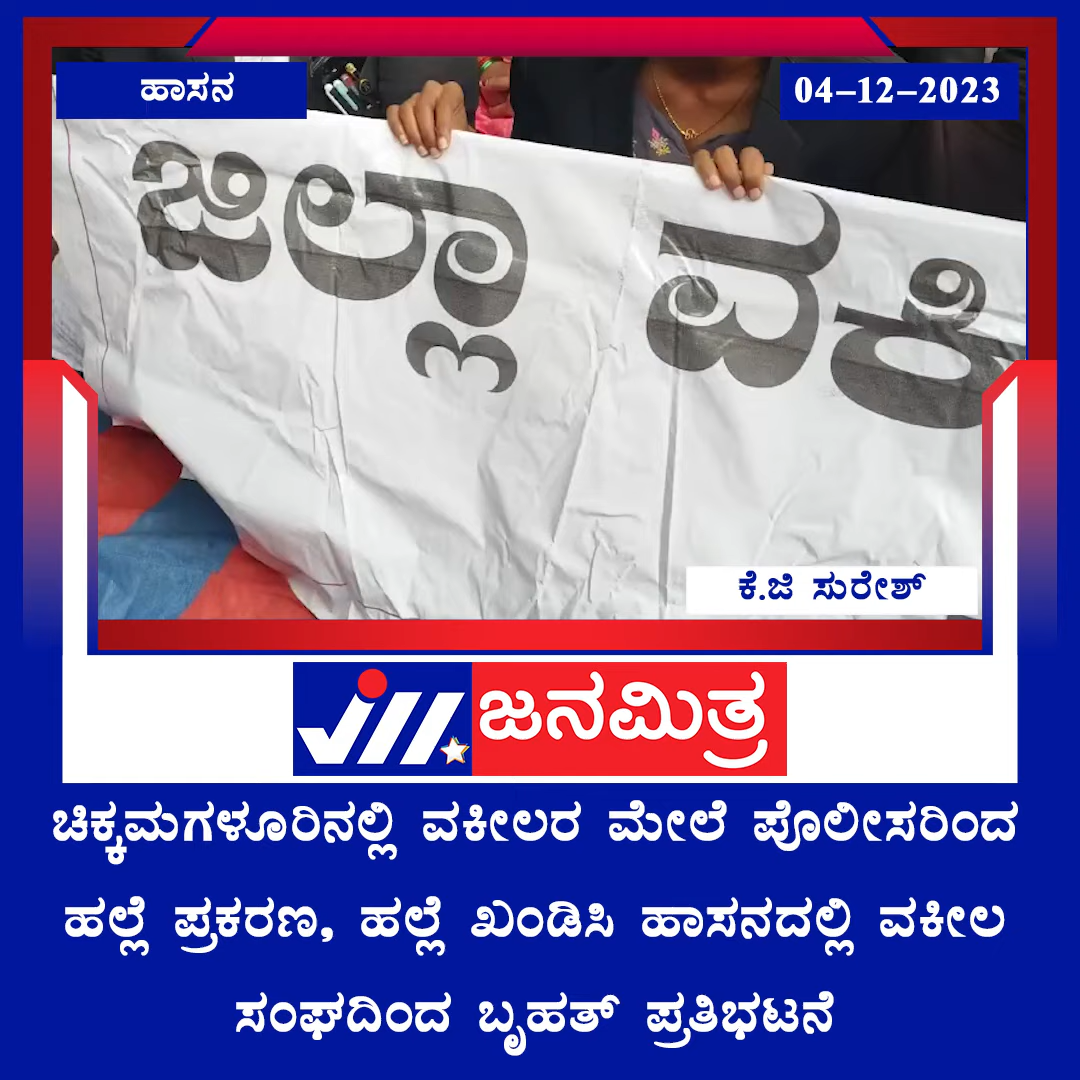 ಹಾಸನ
04-12-2023
ಜಿಲ್ಲಾ ವಕಿ
ಕೆ.ಜಿ ಸುರೇಶ್
ಜನಮಿತ್ರ
ಚಿಕ್ಕಮಗಳೂರಿನಲ್ಲಿ ವಕೀಲರ ಮೇಲೆ ಪೊಲೀಸರಿಂದ
ಹಲ್ಲೆ ಪ್ರಕರಣ, ಹಲ್ಲೆ ಖಂಡಿಸಿ ಹಾಸನದಲ್ಲಿ ವಕೀಲ
ಸಂಘದಿಂದ ಬೃಹತ್ ಪ್ರತಿಭಟನೆ